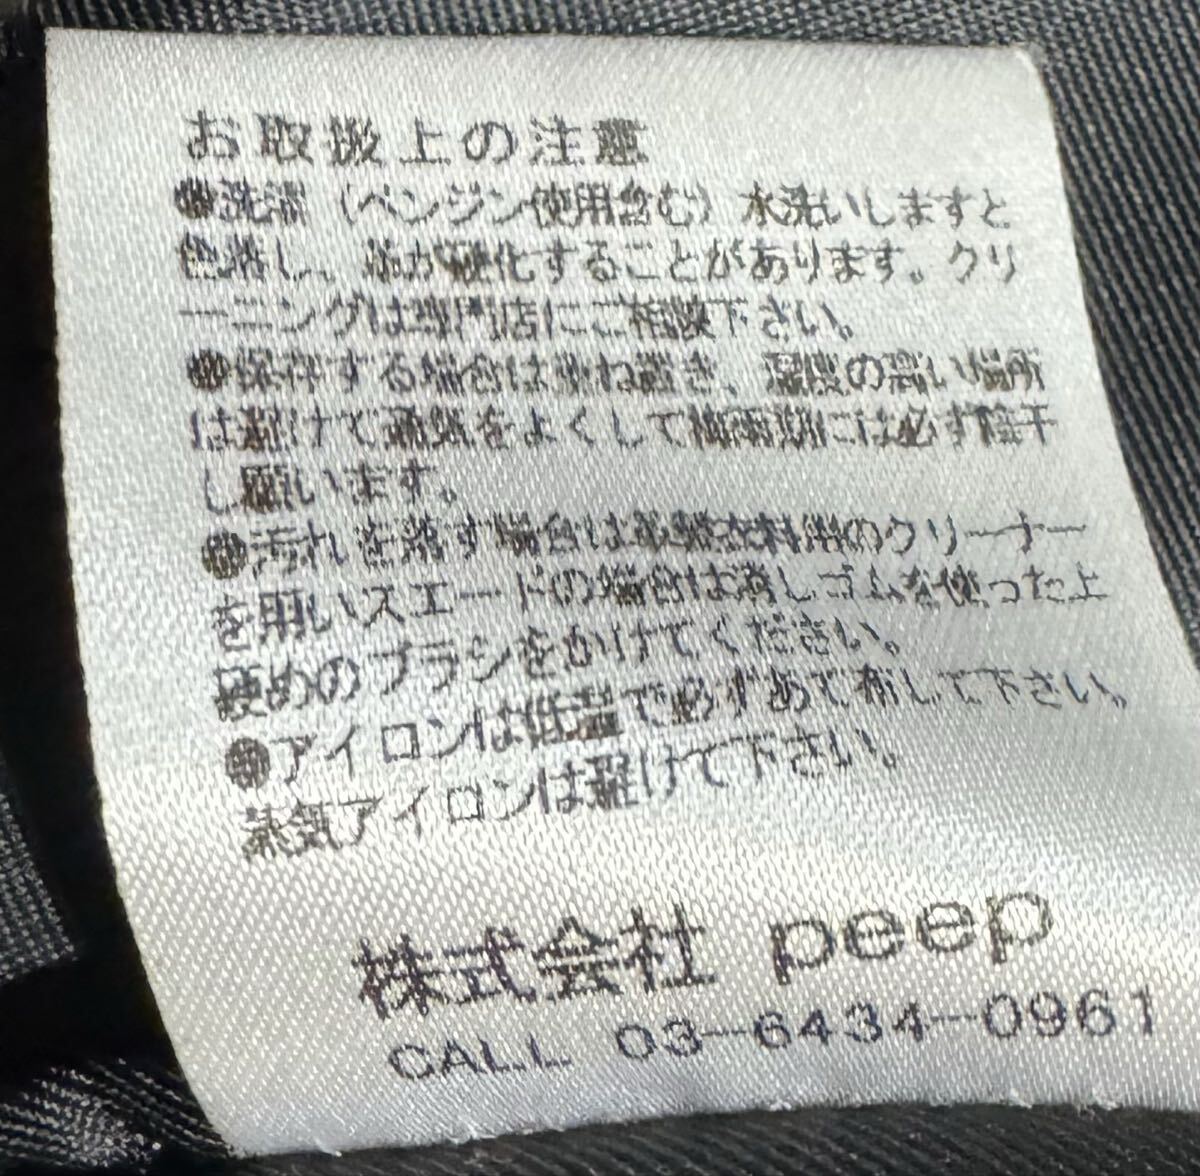 お取扱上の注意
●洗濯（ベンジン使用含む）水洗いしますと
色落し、形が硬化することがあります。クリ
ーニングは専門店にご相談下さい。
●保存する場合は重ね置き、湿度の高い場所
は避けて通気をよくして梅雨期には必ず陰干
し願います。
●汚れを落す場合は皮製衣料用のクリーナー
を用いスエードの場合は消しゴムを使った上
硬めのブラシをかけてください。
●アイロンは低温で必ずあて布して下さい。
蒸気アイロンは避けて下さい。
株式会社 peep
CALL 03-6434-0961